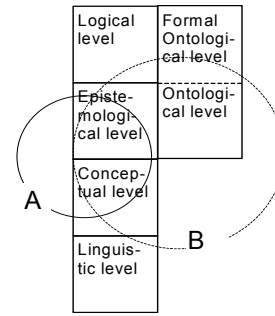 Logical
level
Formal
Ontologi-
cal level
Episte-
mologi-
cal level
Ontologi-
cal level
Concep-
tual level
A
B
Linguis-
tic level